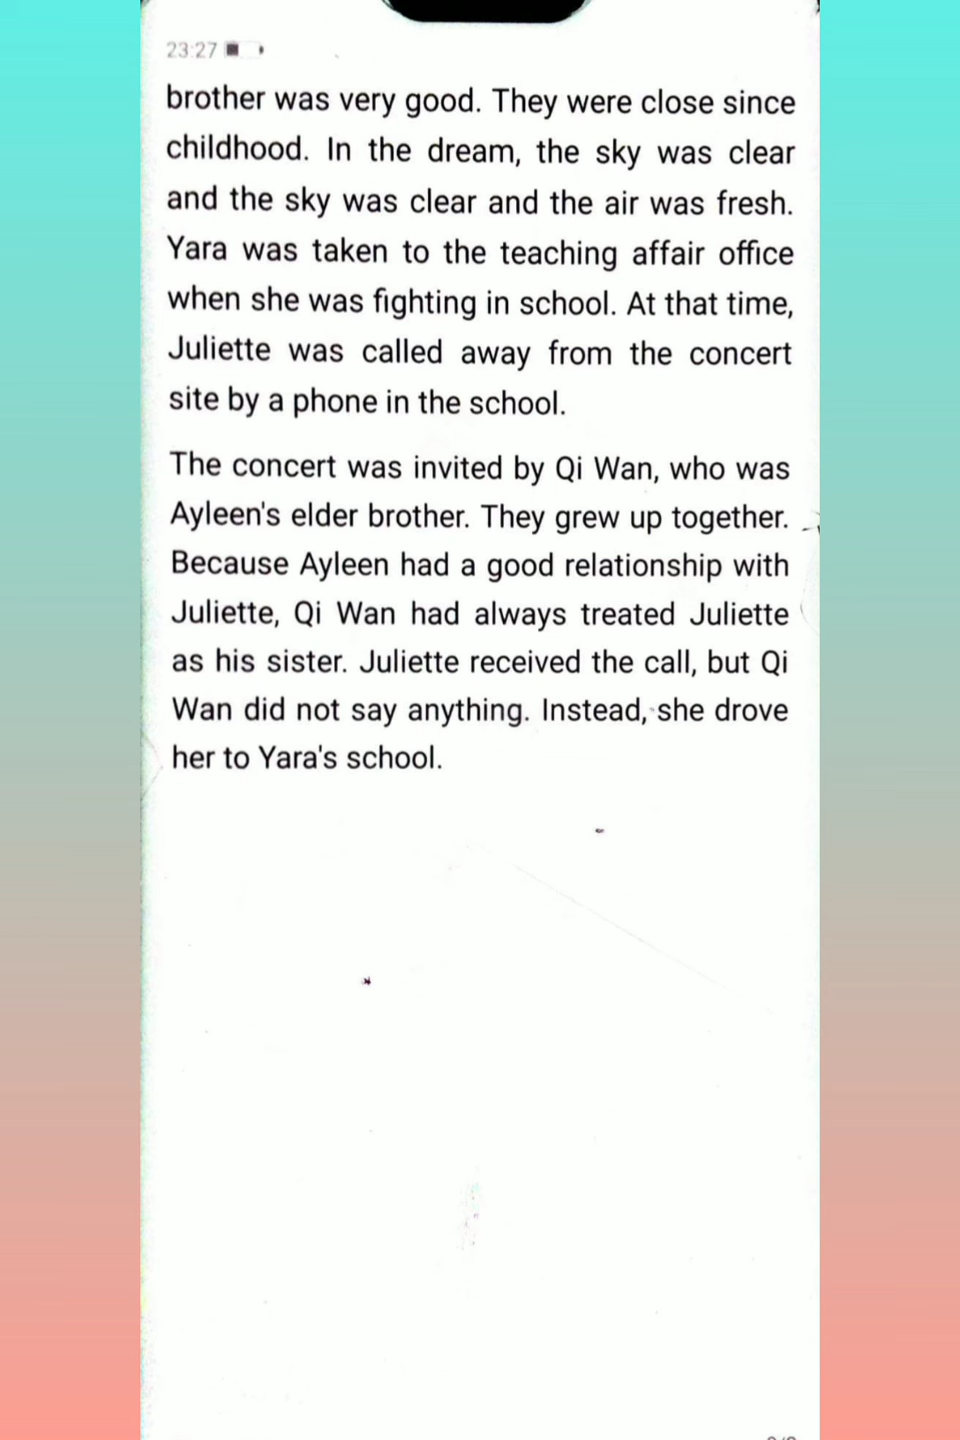 23:27
brother was very good. They were close since
childhood. In the dream, the sky was clear
and the sky was clear and the air was fresh.
Yara was taken to the teaching affair office
when she was fighting in school. At that time,
Juliette was called away from the concert
site by a phone in the school.
The concert was invited by Qi Wan, who was
Ayleen's elder brother. They grew up together.
Because Ayleen had a good relationship with
Juliette, Qi Wan had always treated Juliette
as his sister. Juliette received the call, but Qi
Wan did not say anything. Instead, she drove
her to Yara's school.